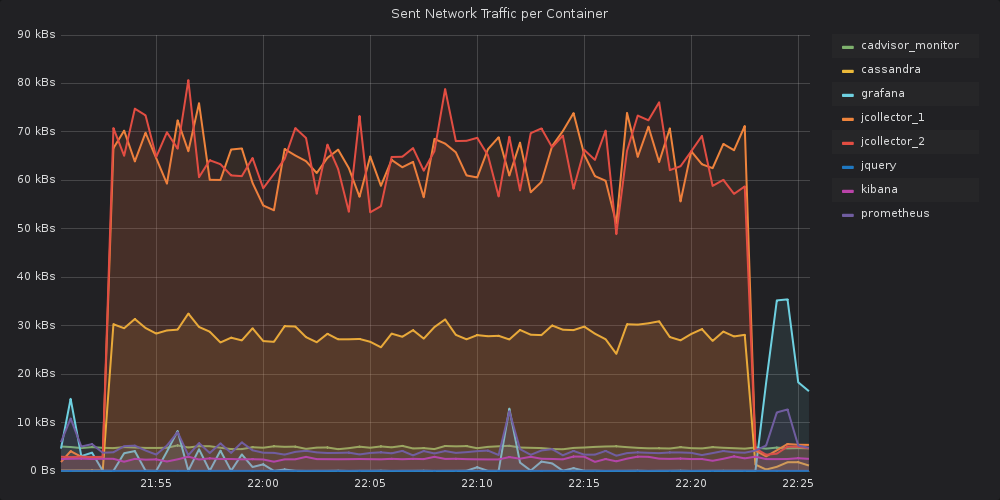 Sent Network Traffic per Container
90 kBs
80 kBs
70 kBs
60 kBs
50 kBs
40 kBs
30 kBs
20 kBs
10 kBs
0 Bs
21:55
22:00
22:05
22:10
22:15
22:20
22:25
cadvisor_monitor
cassandra
grafana
jcollector_1
jcollector_2
jquery
kibana
prometheus